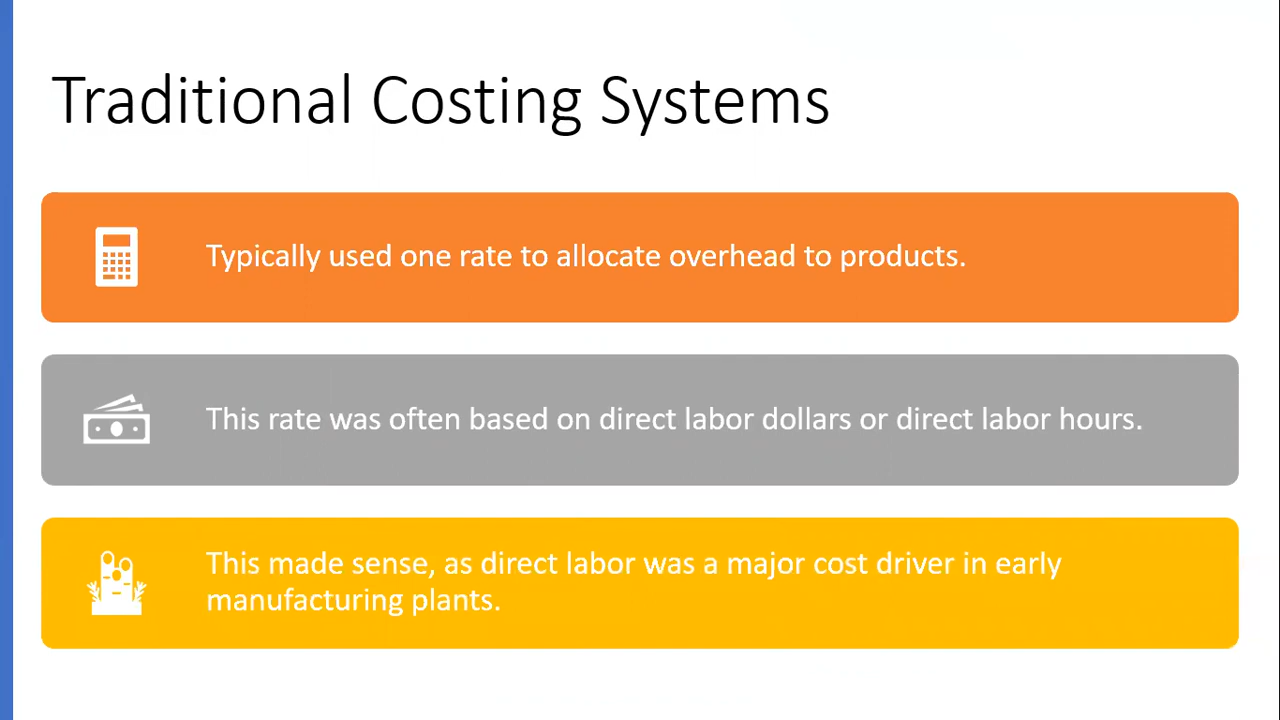 Traditional Costing Systems
Typically used one rate to allocate overhead to products.
This rate was often based on direct labor dollars or direct labor hours.
This made sense, as direct labor was a major cost driver in early
manufacturing plants.